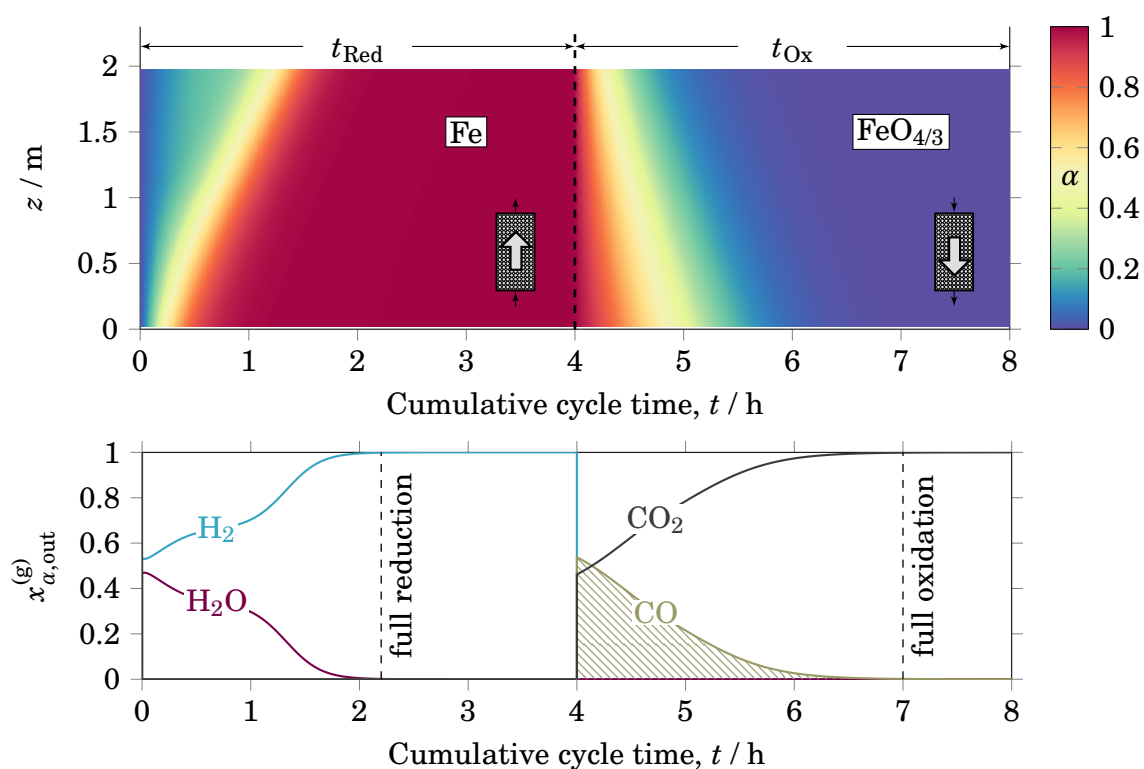 t_Red t_Ox
2
1.5
1
0.5
0
z / m
Fe
FeO_4/3
0 1 2 3 4 5 6 7 8
Cumulative cycle time, t / h
1
0.8
0.6
0.4
0.2
0
α
1
0.8
0.6
0.4
0.2
0
x_α,out^(g)
H₂
H₂O
full reduction
CO₂
CO
full oxidation
0 1 2 3 4 5 6 7 8
Cumulative cycle time, t / h